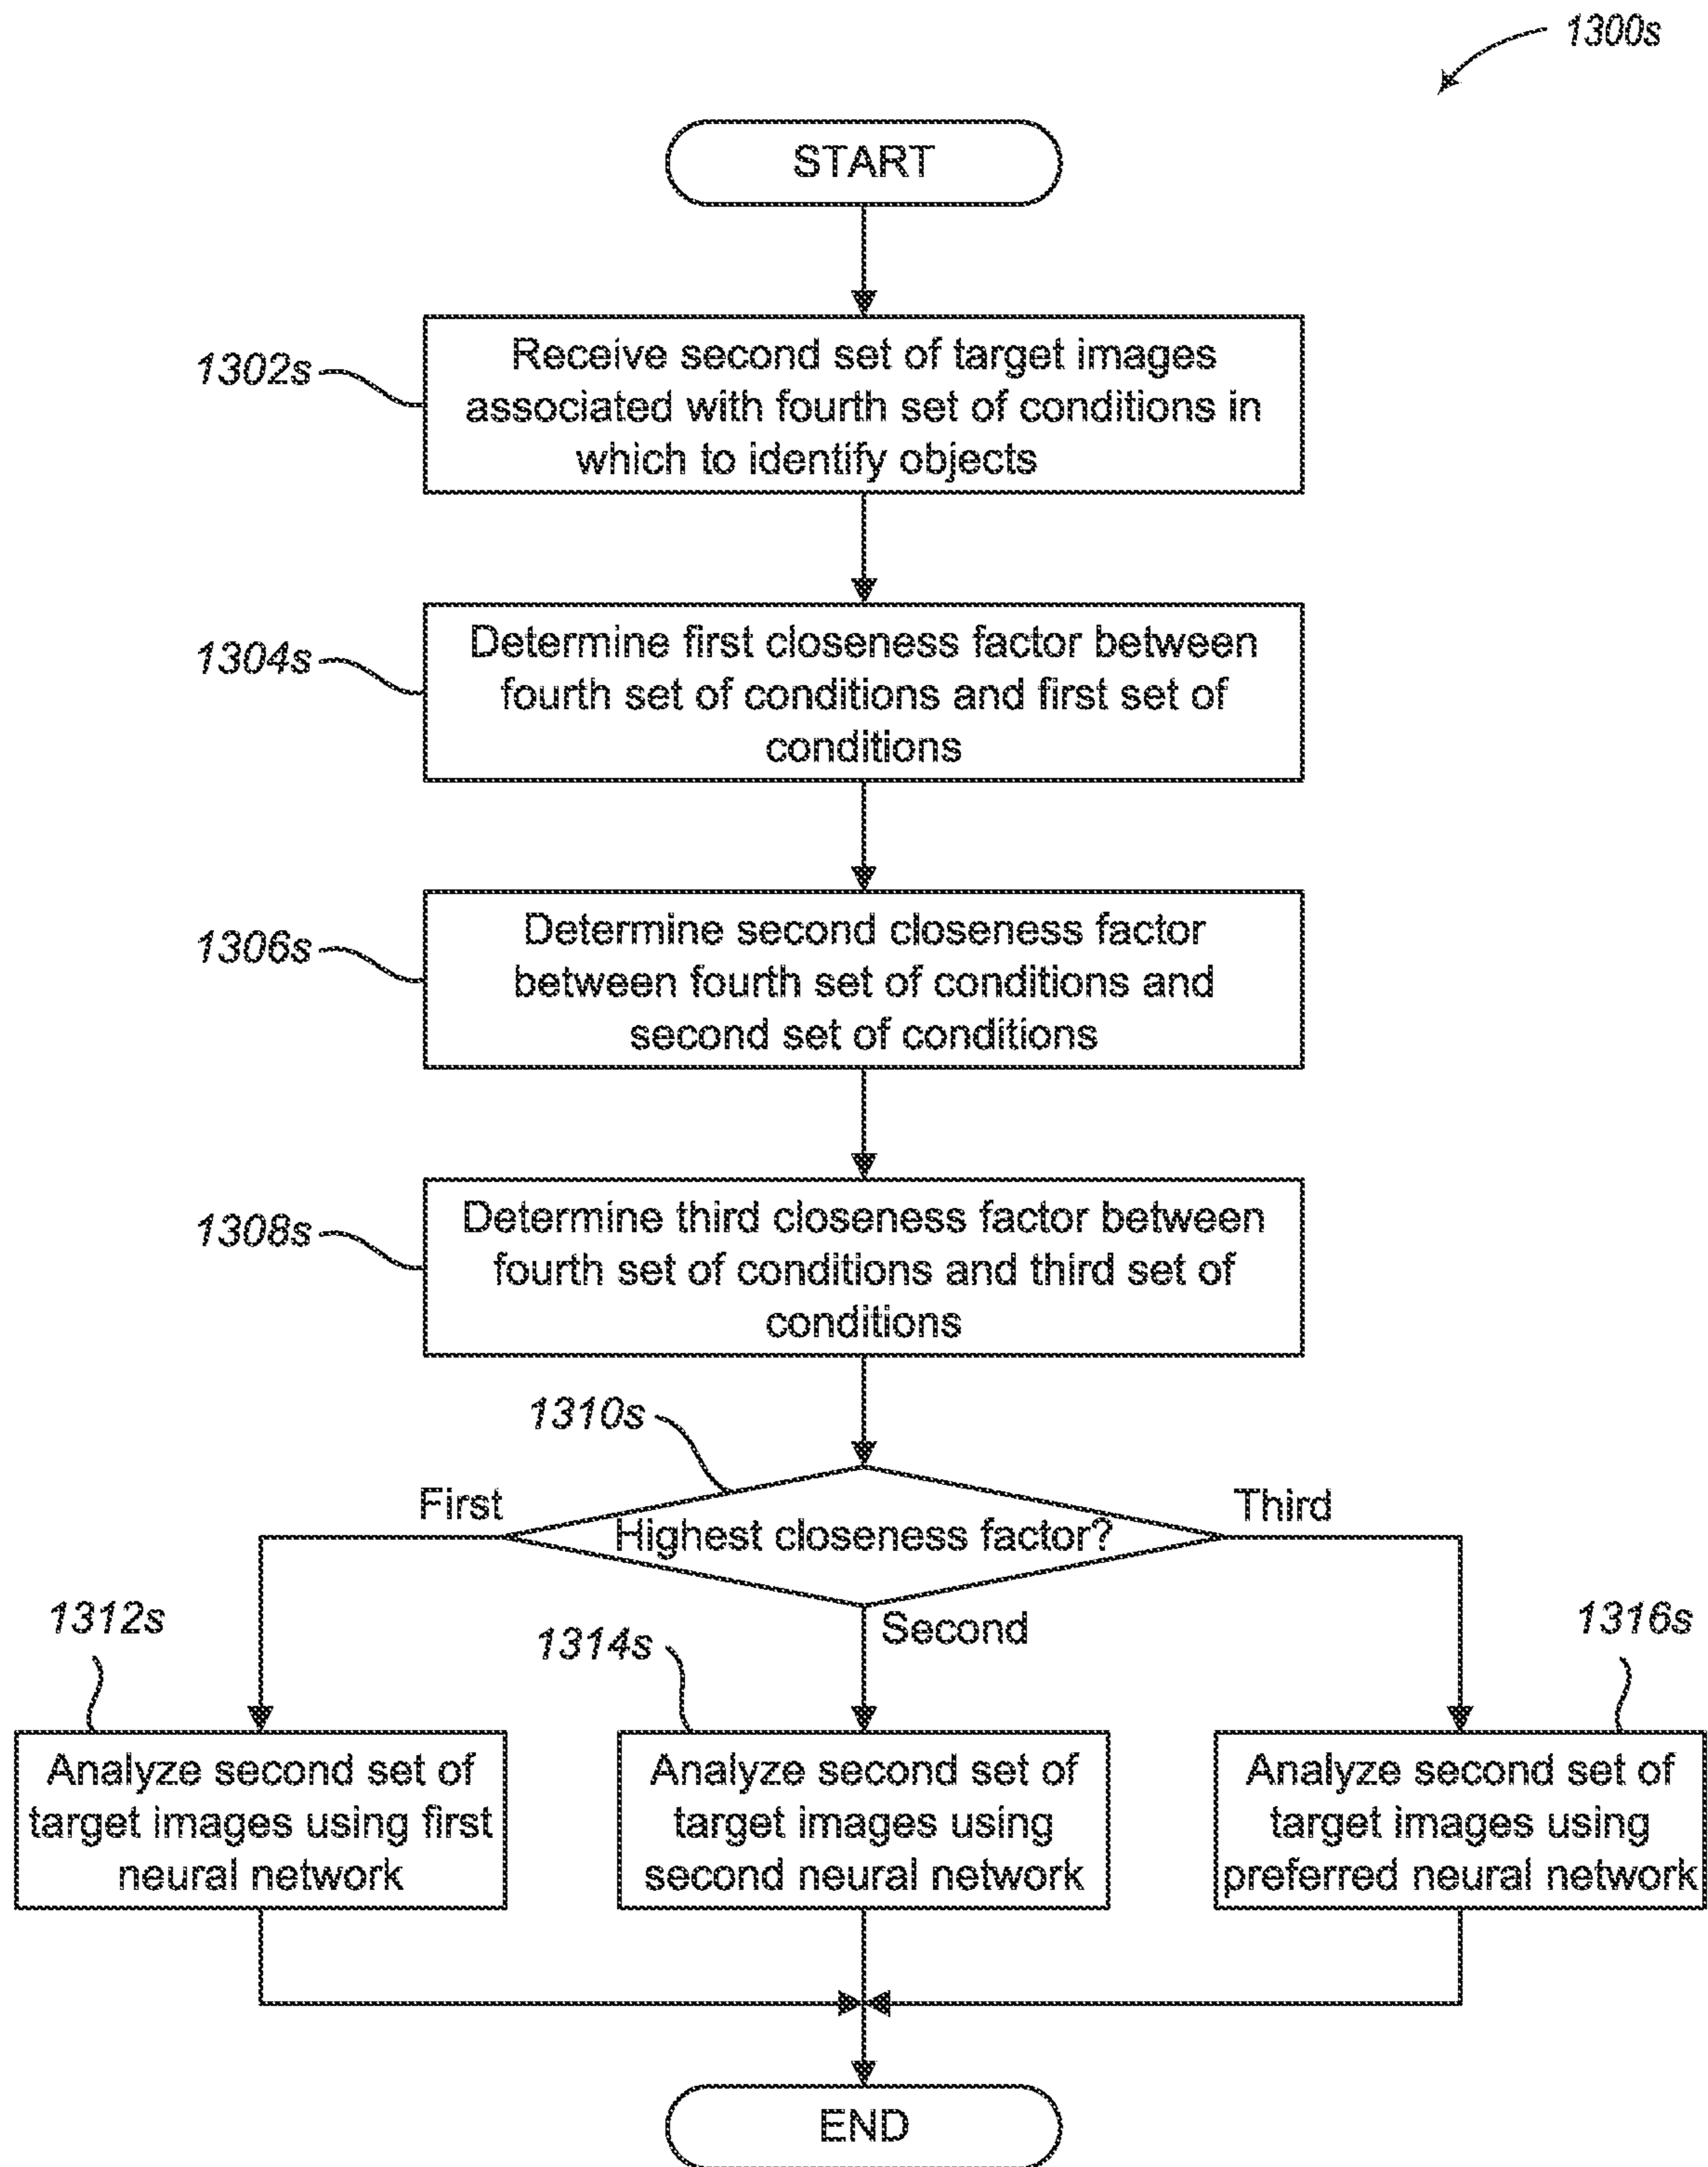 1300s
START
1302s
Receive second set of target images
associated with fourth set of conditions in
which to identify objects
1304s
Determine first closeness factor between
fourth set of conditions and first set of
conditions
1306s
Determine second closeness factor
between fourth set of conditions and
second set of conditions
1308s
Determine third closeness factor between
fourth set of conditions and third set of
conditions
1310s
First
Highest closeness factor?
Third
Second
1312s
Analyze second set of
target images using first
neural network
1314s
Analyze second set of
target images using
second neural network
1316s
Analyze second set of
target images using
preferred neural network
END